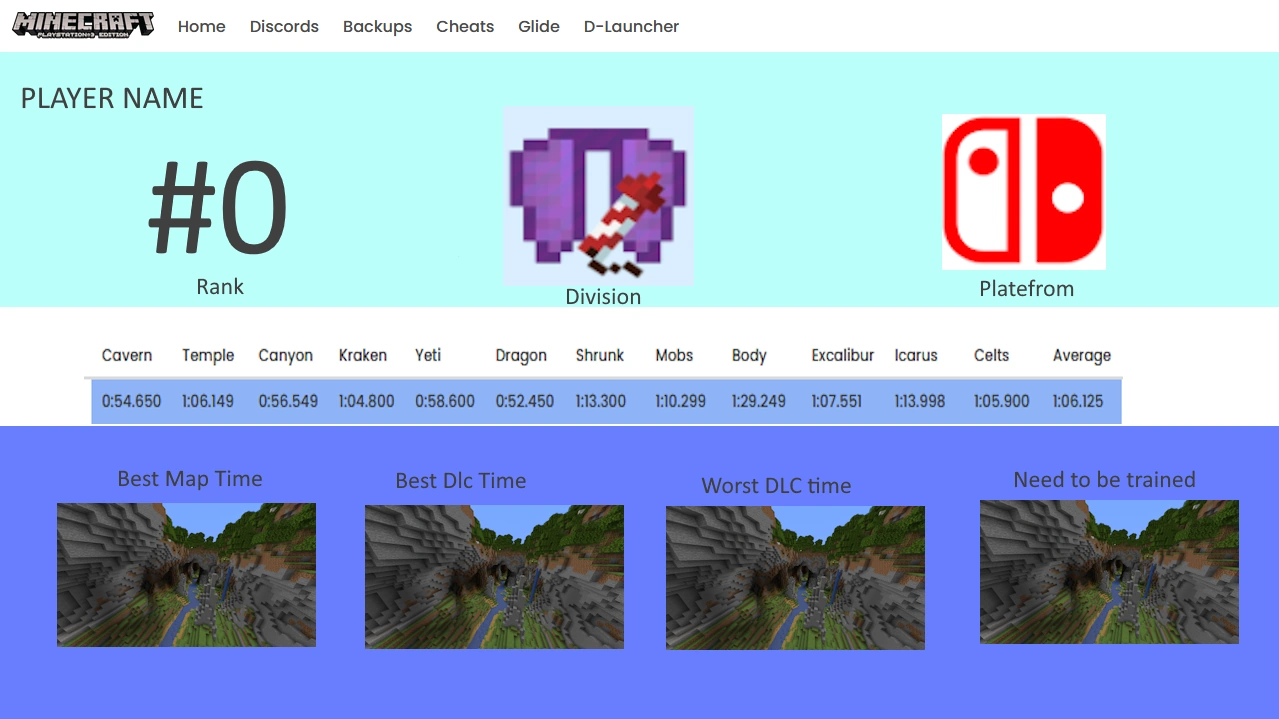 MINECRAFT
PLAYSTATION®3 EDITION
Home Discords Backups Cheats Glide D-Launcher
PLAYER NAME
#0
Rank
Division
Platefrom
Cavern Temple Canyon Kraken Yeti Dragon Shrunk Mobs Body Excalibur Icarus Celts Average
0:54.650 1:06.149 0:56.549 1:04.800 0:58.600 0:52.450 1:13.300 1:10.299 1:29.249 1:07.551 1:13.998 1:05.900 1:06.125
Best Map Time
Best Dlc Time
Worst DLC time
Need to be trained